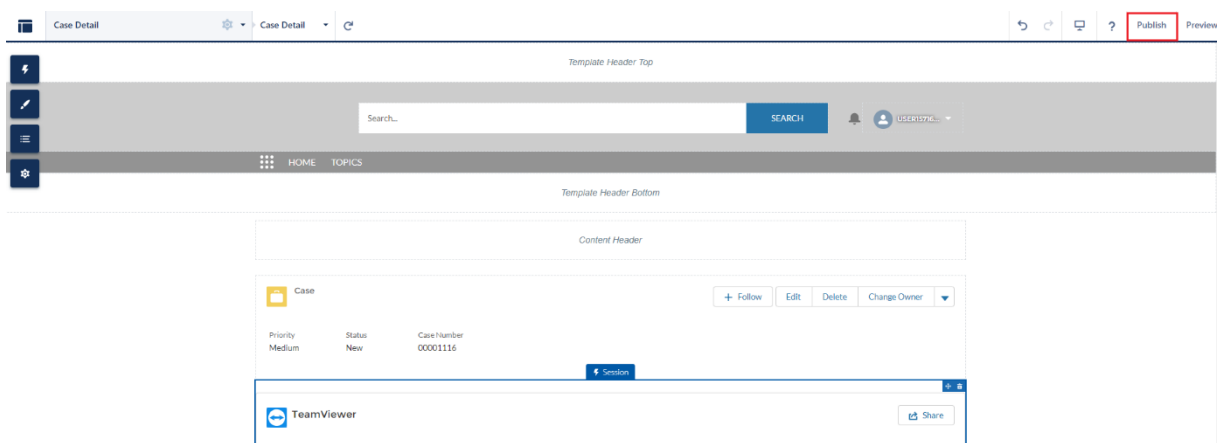 Case Detail Case Detail ? Publish Preview
Template Header Top
Search... SEARCH USER15716...
HOME TOPICS
Template Header Bottom
Content Header
Case + Follow Edit Delete Change Owner
Priority Status Case Number
Medium New 00001116
Session
TeamViewer Share